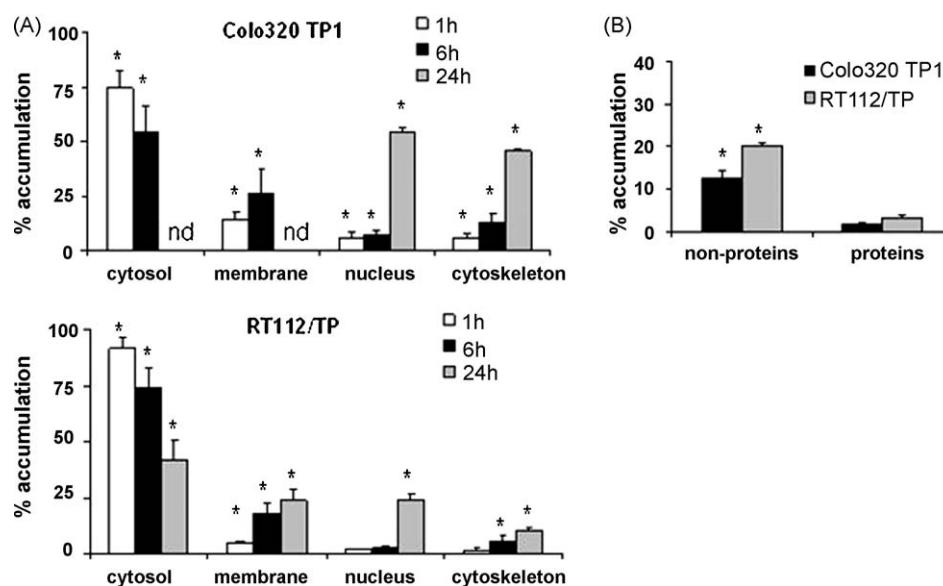 (A)
Colo320 TP1
1h
6h
24h
% accumulation
100
75
50
25
0
nd
nd
* * * * * * * * * *
cytosol membrane nucleus cytoskeleton
(B)
Colo320 TP1
RT112/TP
% accumulation
40
30
20
10
0
* *
non-proteins proteins
RT112/TP
1h
6h
24h
% accumulation
100
75
50
25
0
* * * * * * * * *
cytosol membrane nucleus cytoskeleton